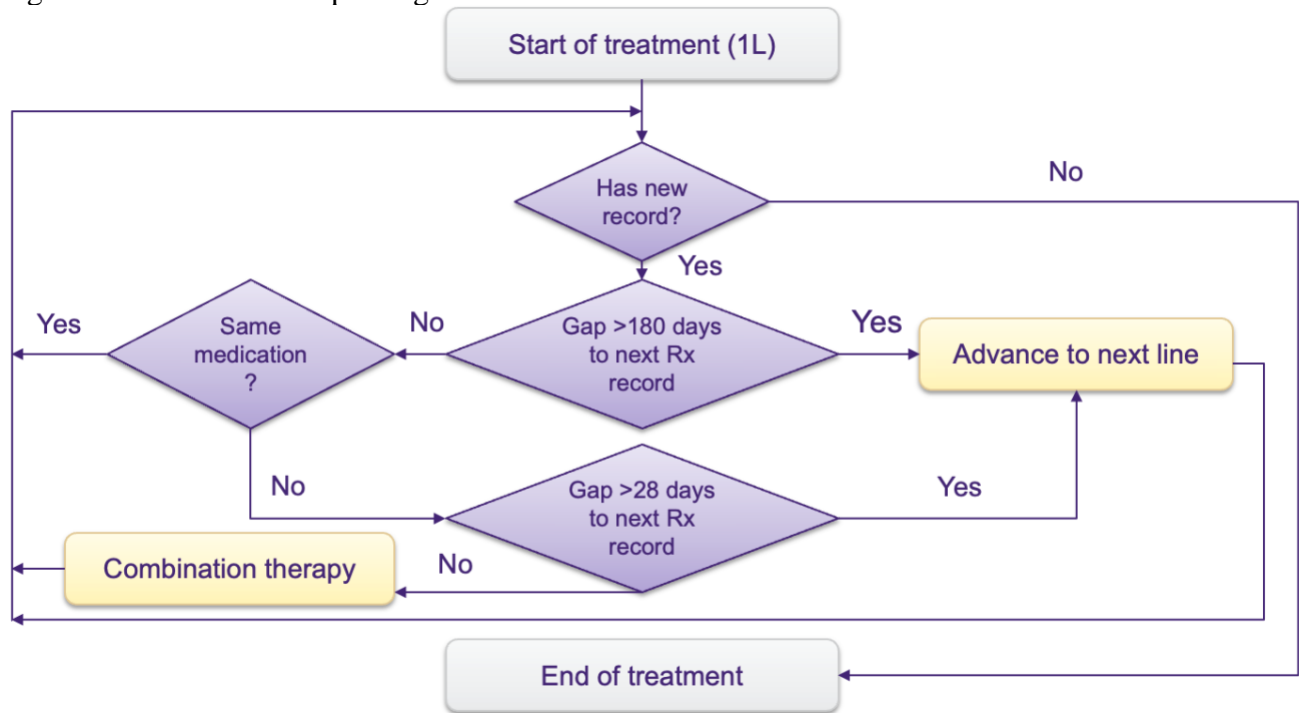 Start of treatment (1L)
Has new
record?
No
Yes
Yes
Same
medication
?
No
Gap >180 days
to next Rx
record
Yes
Advance to next line
No
Gap >28 days
to next Rx
record
Yes
Combination therapy
No
End of treatment